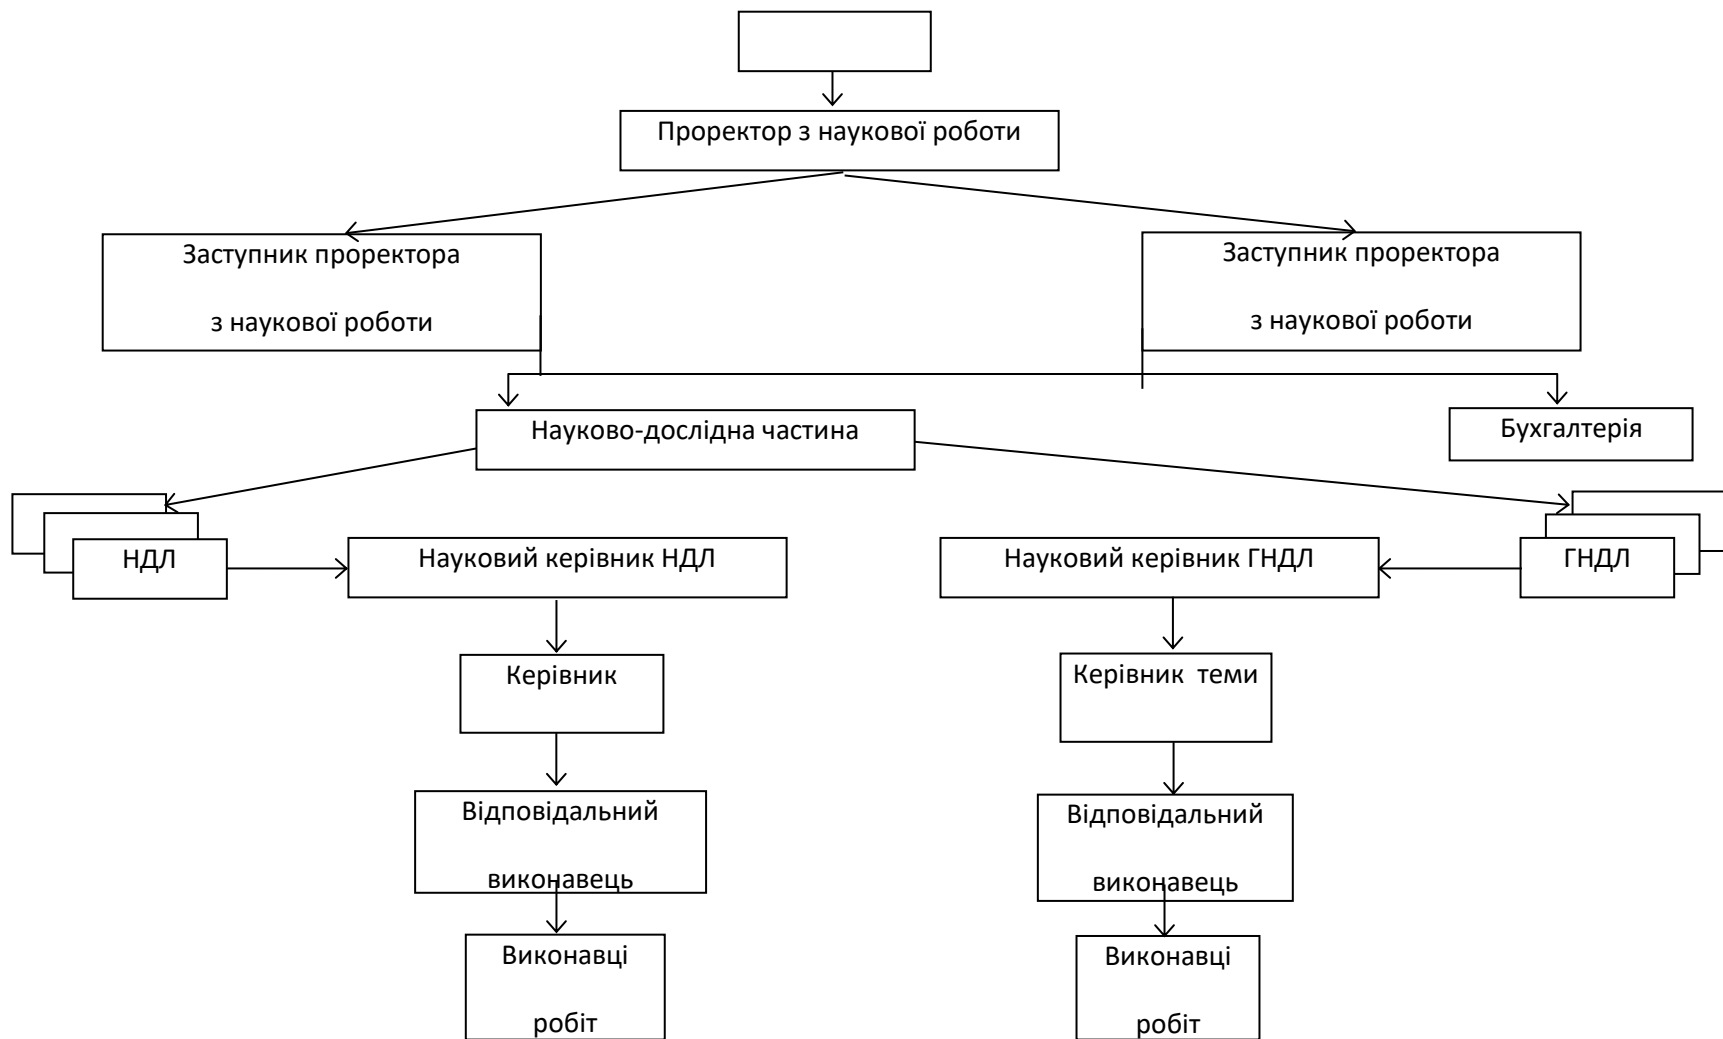 Проректор з наукової роботи
Заступник проректора
з наукової роботи
Заступник проректора
з наукової роботи
Науково-дослідна частина
Бухгалтерія
НДЛ
Науковий керівник НДЛ
Науковий керівник ГНДЛ
ГНДЛ
Керівник
Керівник теми
Відповідальний
виконавець
Відповідальний
виконавець
Виконавці
робіт
Виконавці
робіт